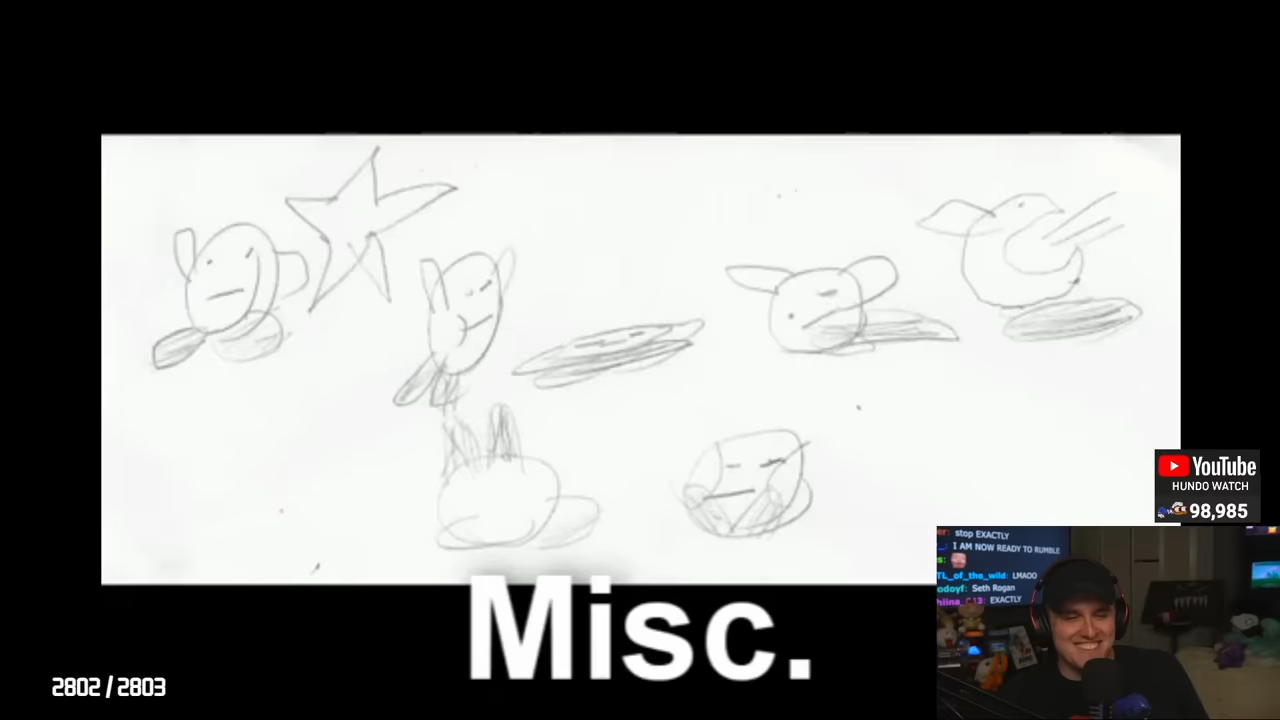 YouTube
HUNDO WATCH
98,985
stop EXACTLY
I AM NOW READY TO RUMBLE
TL_of_the_wild: LMAOO
odoyf: Seth Rogan
EXACTLY
Misc.
2802 / 2803